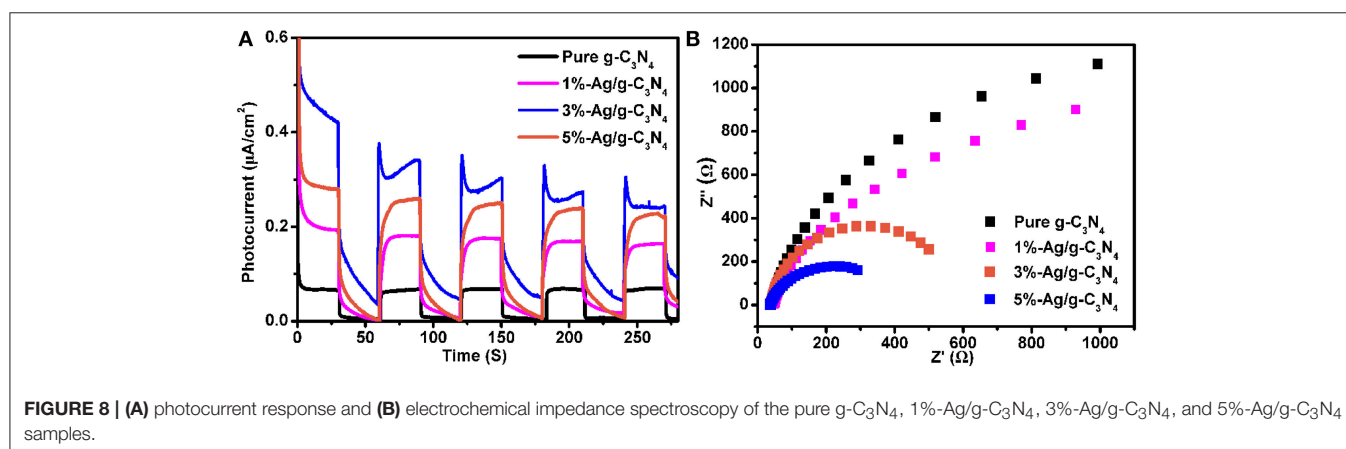 A
0.6
0.4
0.2
0.0
Photocurrent (μA/cm²)
0
50
100
150
200
250
Time (S)
Pure g-C₃N₄
1%-Ag/g-C₃N₄
3%-Ag/g-C₃N₄
5%-Ag/g-C₃N₄
B
1200
1000
800
600
400
200
0
Z'' (Ω)
0
200
400
600
800
1000
Z' (Ω)
Pure g-C₃N₄
1%-Ag/g-C₃N₄
3%-Ag/g-C₃N₄
5%-Ag/g-C₃N₄
FIGURE 8 | (A) photocurrent response and (B) electrochemical impedance spectroscopy of the pure g-C₃N₄, 1%-Ag/g-C₃N₄, 3%-Ag/g-C₃N₄, and 5%-Ag/g-C₃N₄
samples.